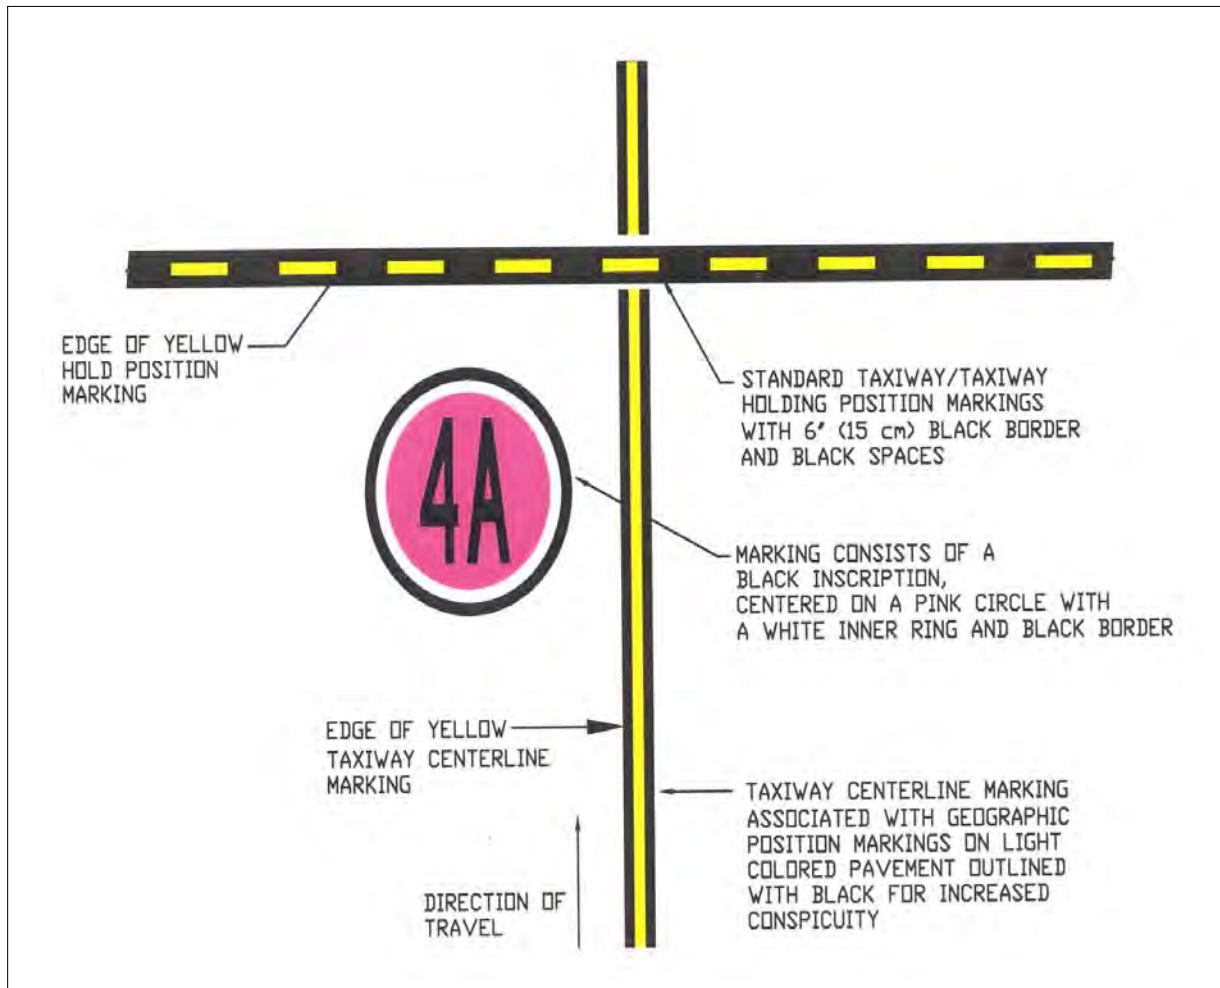 EDGE OF YELLOW
HOLD POSITION
MARKING
STANDARD TAXIWAY/TAXIWAY
HOLDING POSITION MARKINGS
WITH 6" (15 cm) BLACK BORDER
AND BLACK SPACES
4A
MARKING CONSISTS OF A
BLACK INSCRIPTION,
CENTERED ON A PINK CIRCLE WITH
A WHITE INNER RING AND BLACK BORDER
EDGE OF YELLOW
TAXIWAY CENTERLINE
MARKING
TAXIWAY CENTERLINE MARKING
ASSOCIATED WITH GEOGRAPHIC
POSITION MARKINGS ON LIGHT
COLORED PAVEMENT OUTLINED
WITH BLACK FOR INCREASED
CONSPICUITY
DIRECTION OF
TRAVEL